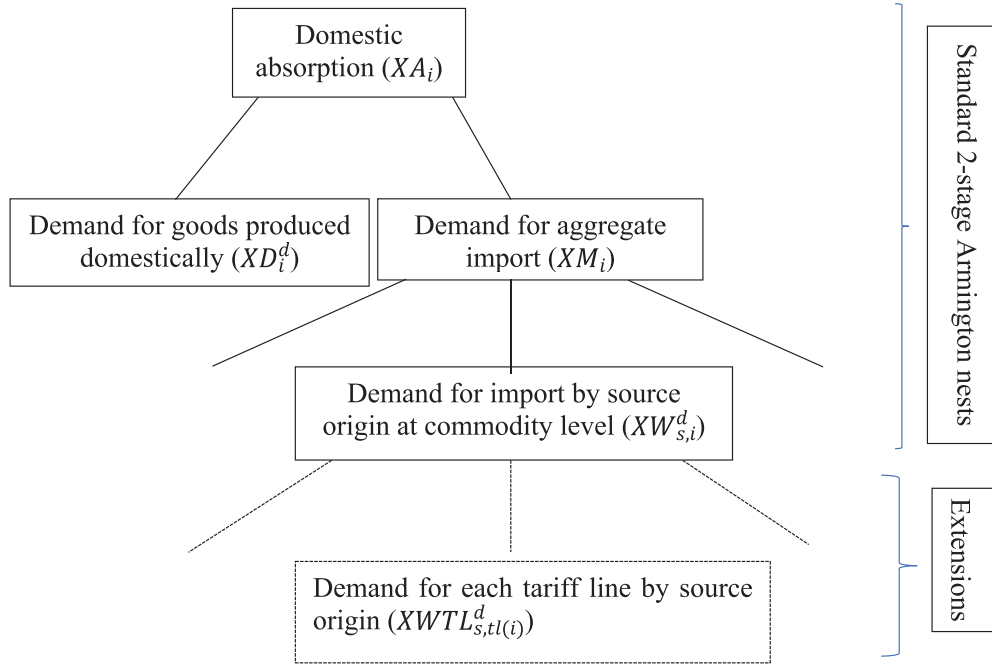 Domestic
absorption (XA_i)
Standard 2-stage Armington nests
Demand for goods produced
domestically (XD_i^d)
Demand for aggregate
import (XM_i)
Demand for import by source
origin at commodity level (XW_{s,i}^d)
Extensions
Demand for each tariff line by source
origin (XWTL_{s,tl(i)}^d)